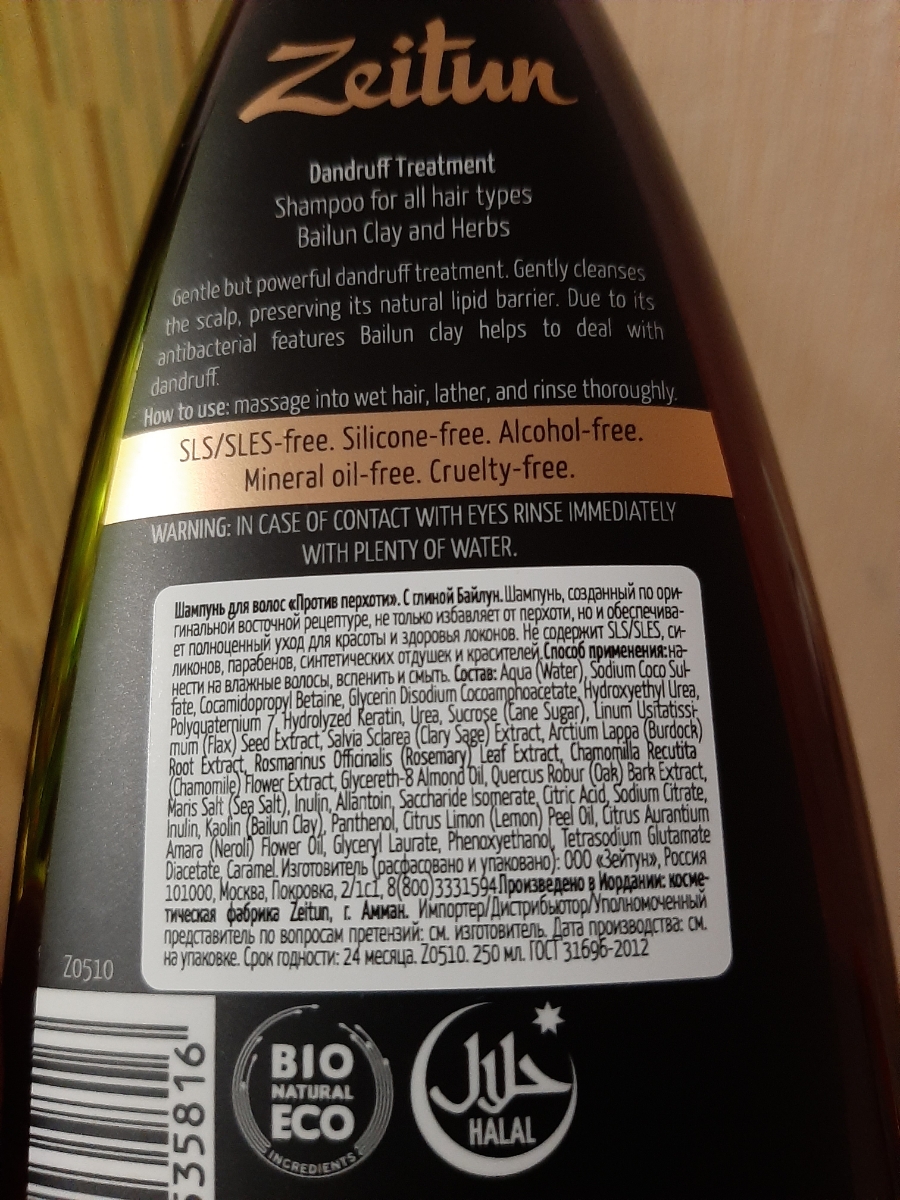 Zeitun
Dandruff Treatment
Shampoo for all hair types
Bailun Clay and Herbs
Gentle but powerful dandruff treatment. Gently cleanses
the scalp, preserving its natural lipid barrier. Due to its
antibacterial features Bailun clay helps to deal with
dandruff.
How to use: massage into wet hair, lather, and rinse thoroughly.
SLS/SLES-free. Silicone-free. Alcohol-free.
Mineral oil-free. Cruelty-free.
WARNING: IN CASE OF CONTACT WITH EYES RINSE IMMEDIATELY
WITH PLENTY OF WATER.
Шампунь для волос «Против перхоти». С глиной Байлун. Шампунь, созданный по ори-
гинальной восточной рецептуре, не только избавляет от перхоти, но и обеспечива-
ет полноценный уход для красоты и здоровья локонов. Не содержит SLS/SLES, си-
ликонов, парабенов, синтетических отдушек и красителей. Способ применения: на-
нести на влажные волосы, вспенить и смыть. Состав: Aqua (Water), Sodium Coco Sul-
fate, Cocamidopropyl Betaine, Glycerin Disodium Cocoamphoacetate, Hydroxyethyl Urea,
Polyquaternium 7, Hydrolyzed Keratin, Urea, Sucrose (Cane Sugar), Linum Usitatissi-
mum (Flax) Seed Extract, Salvia Sclarea (Clary Sage) Extract, Arctium Lappa (Burdock)
Root Extract, Rosmarinus Officinalis (Rosemary) Leaf Extract, Chamomilla Recutita
(Chamomile) Flower Extract, Glycereth-8 Almond Oil, Quercus Robur (Oak) Bark Extract,
Maris Salt (Sea Salt), Inulin, Allantoin, Saccharide Isomerate, Citric Acid, Sodium Citrate,
Inulin, Kaolin (Bailun Clay), Panthenol, Citrus Limon (Lemon) Peel Oil, Citrus Aurantium
Amara (Neroli) Flower Oil, Glyceryl Laurate, Phenoxyethanol, Tetrasodium Glutamate
Diacetate, Caramel. Изготовитель (расфасовано и упаковано): ООО «Зейтун», Россия
101000, Москва, Покровка, 2/1с1, 8(800)3331594. Произведено в Иордании: косме-
тическая фабрика Zeitun, г. Амман. Импортер/Дистрибьютор/Уполномоченный
представитель по вопросам претензий: см. изготовитель. Дата производства: см.
на упаковке. Срок годности: 24 месяца. Z0510. 250 мл. ГОСТ 31696-2012
Z0510
35816
BIO
NATURAL
ECO
INGREDIENTS
حلال
HALAL